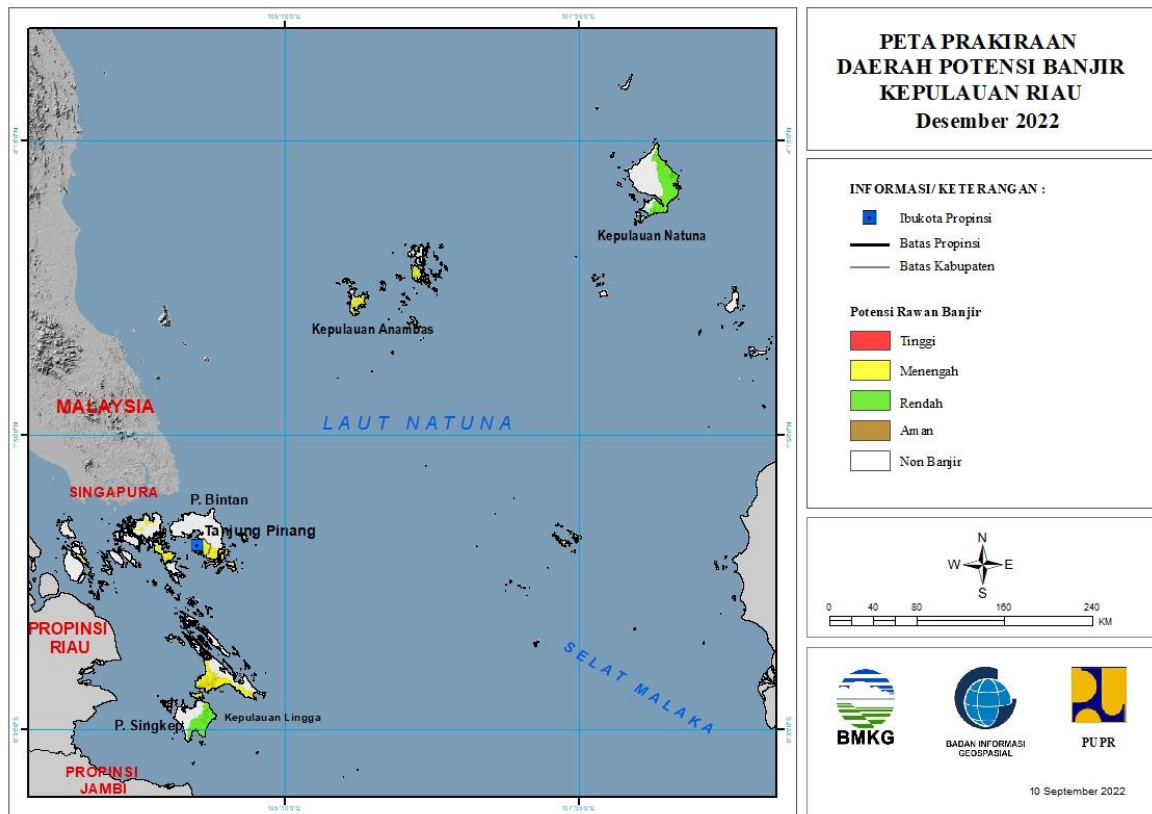 PETA PRAKIRAAN
DAERAH POTENSI BANJIR
KEPULAUAN RIAU
Desember 2022
INFORMASI/ KETERANGAN :
Ibukota Propinsi
Batas Propinsi
Batas Kabupaten
Potensi Rawan Banjir
Tinggi
Menengah
Rendah
Aman
Non Banjir
N
W E
S
0 40 80 160 240
KM
BMKG
BADAN INFORMASI
GEOSPASIAL
PUPR
10 September 2022
Kepulauan Natuna
Kepulauan Anambas
MALAYSIA
LAUT NATUNA
SINGAPURA
P. Bintan
Tanjung Pinang
PROPINSI
RIAU
SELAT MALAKA
Kepulauan Lingga
P. Singkep
PROPINSI
JAMBI